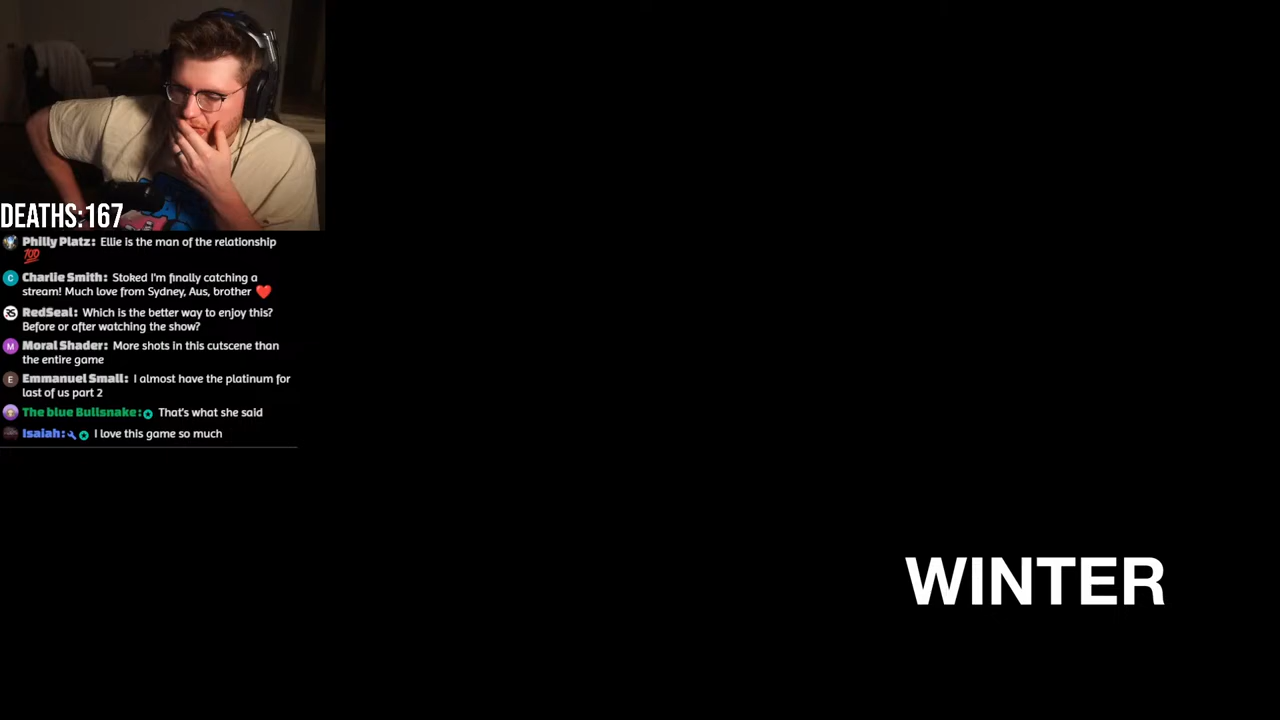 DEATHS:167
Philly Platz: Ellie is the man of the relationship
💯
Charlie Smith: Stoked I'm finally catching a
stream! Much love from Sydney, Aus, brother ❤️
RedSeal: Which is the better way to enjoy this?
Before or after watching the show?
Moral Shader: More shots in this cutscene than
the entire game
Emmanuel Small: I almost have the platinum for
last of us part 2
The blue Bullsnake: That's what she said
Isaiah: I love this game so much
WINTER